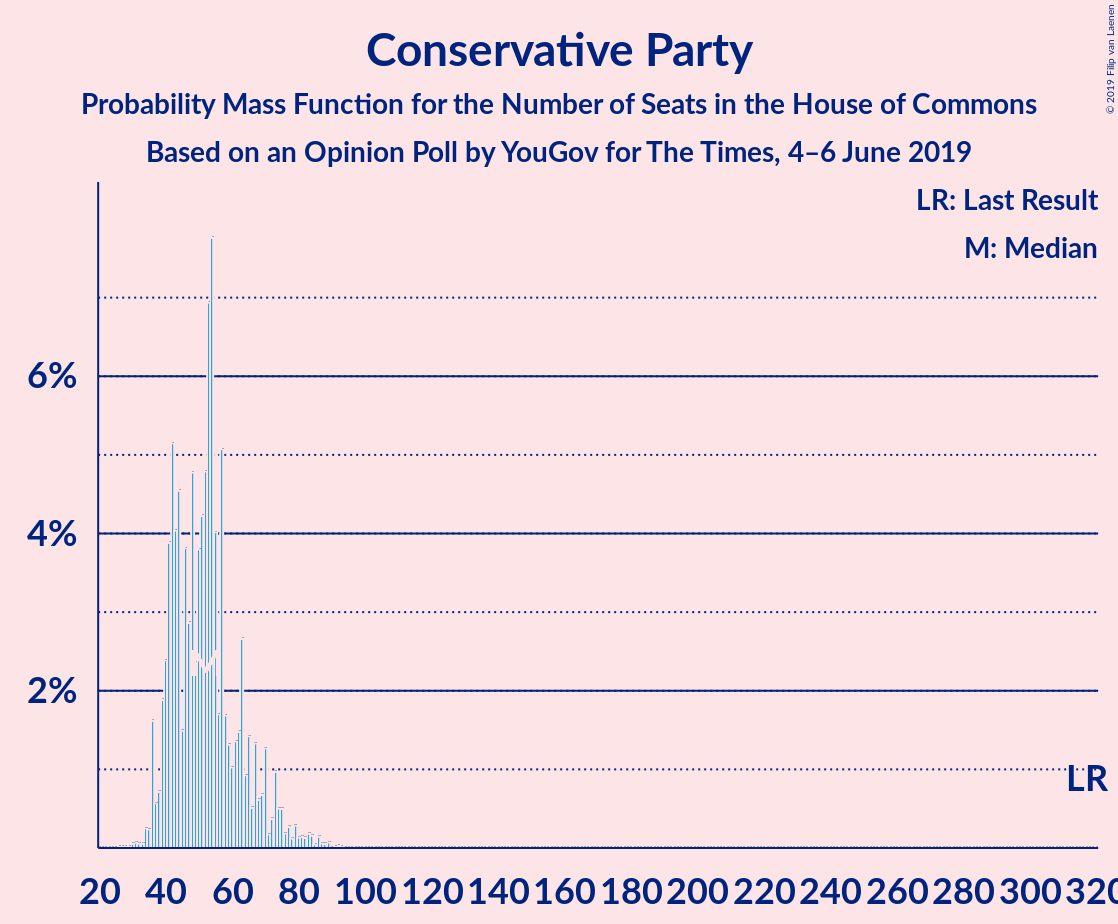 Conservative Party
Probability Mass Function for the Number of Seats in the House of Commons
Based on an Opinion Poll by YouGov for The Times, 4–6 June 2019
© 2019 Filip van Laenen
LR: Last Result
M: Median
6%
4%
2%
M
LR
20 40 60 80 100 120 140 160 180 200 220 240 260 280 300 320